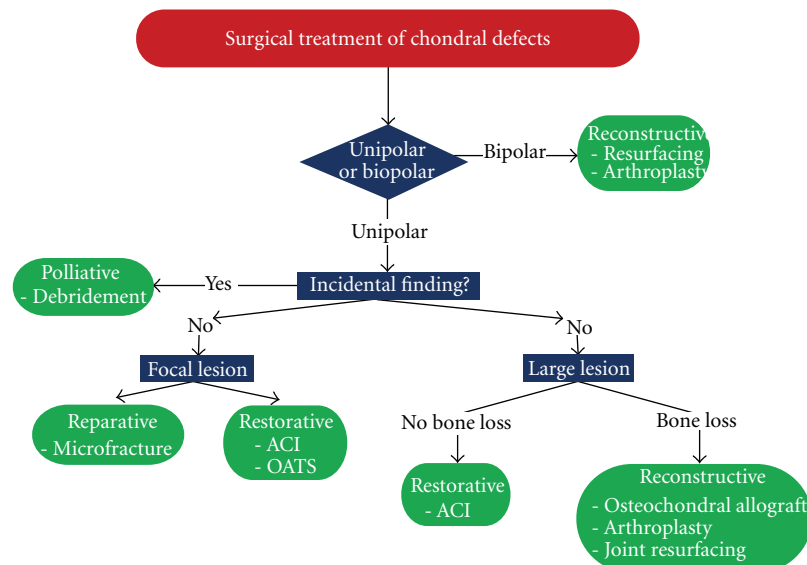 Surgical treatment of chondral defects
Unipolar
or biopolar
Bipolar
Reconstructive
- Resurfacing
- Arthroplasty
Unipolar
Incidental finding?
Yes
Polliative
- Debridement
No
No
Focal lesion
Large lesion
Reparative
- Microfracture
Restorative
- ACI
- OATS
No bone loss
Bone loss
Restorative
- ACI
Reconstructive
- Osteochondral allograft
- Arthroplasty
- Joint resurfacing